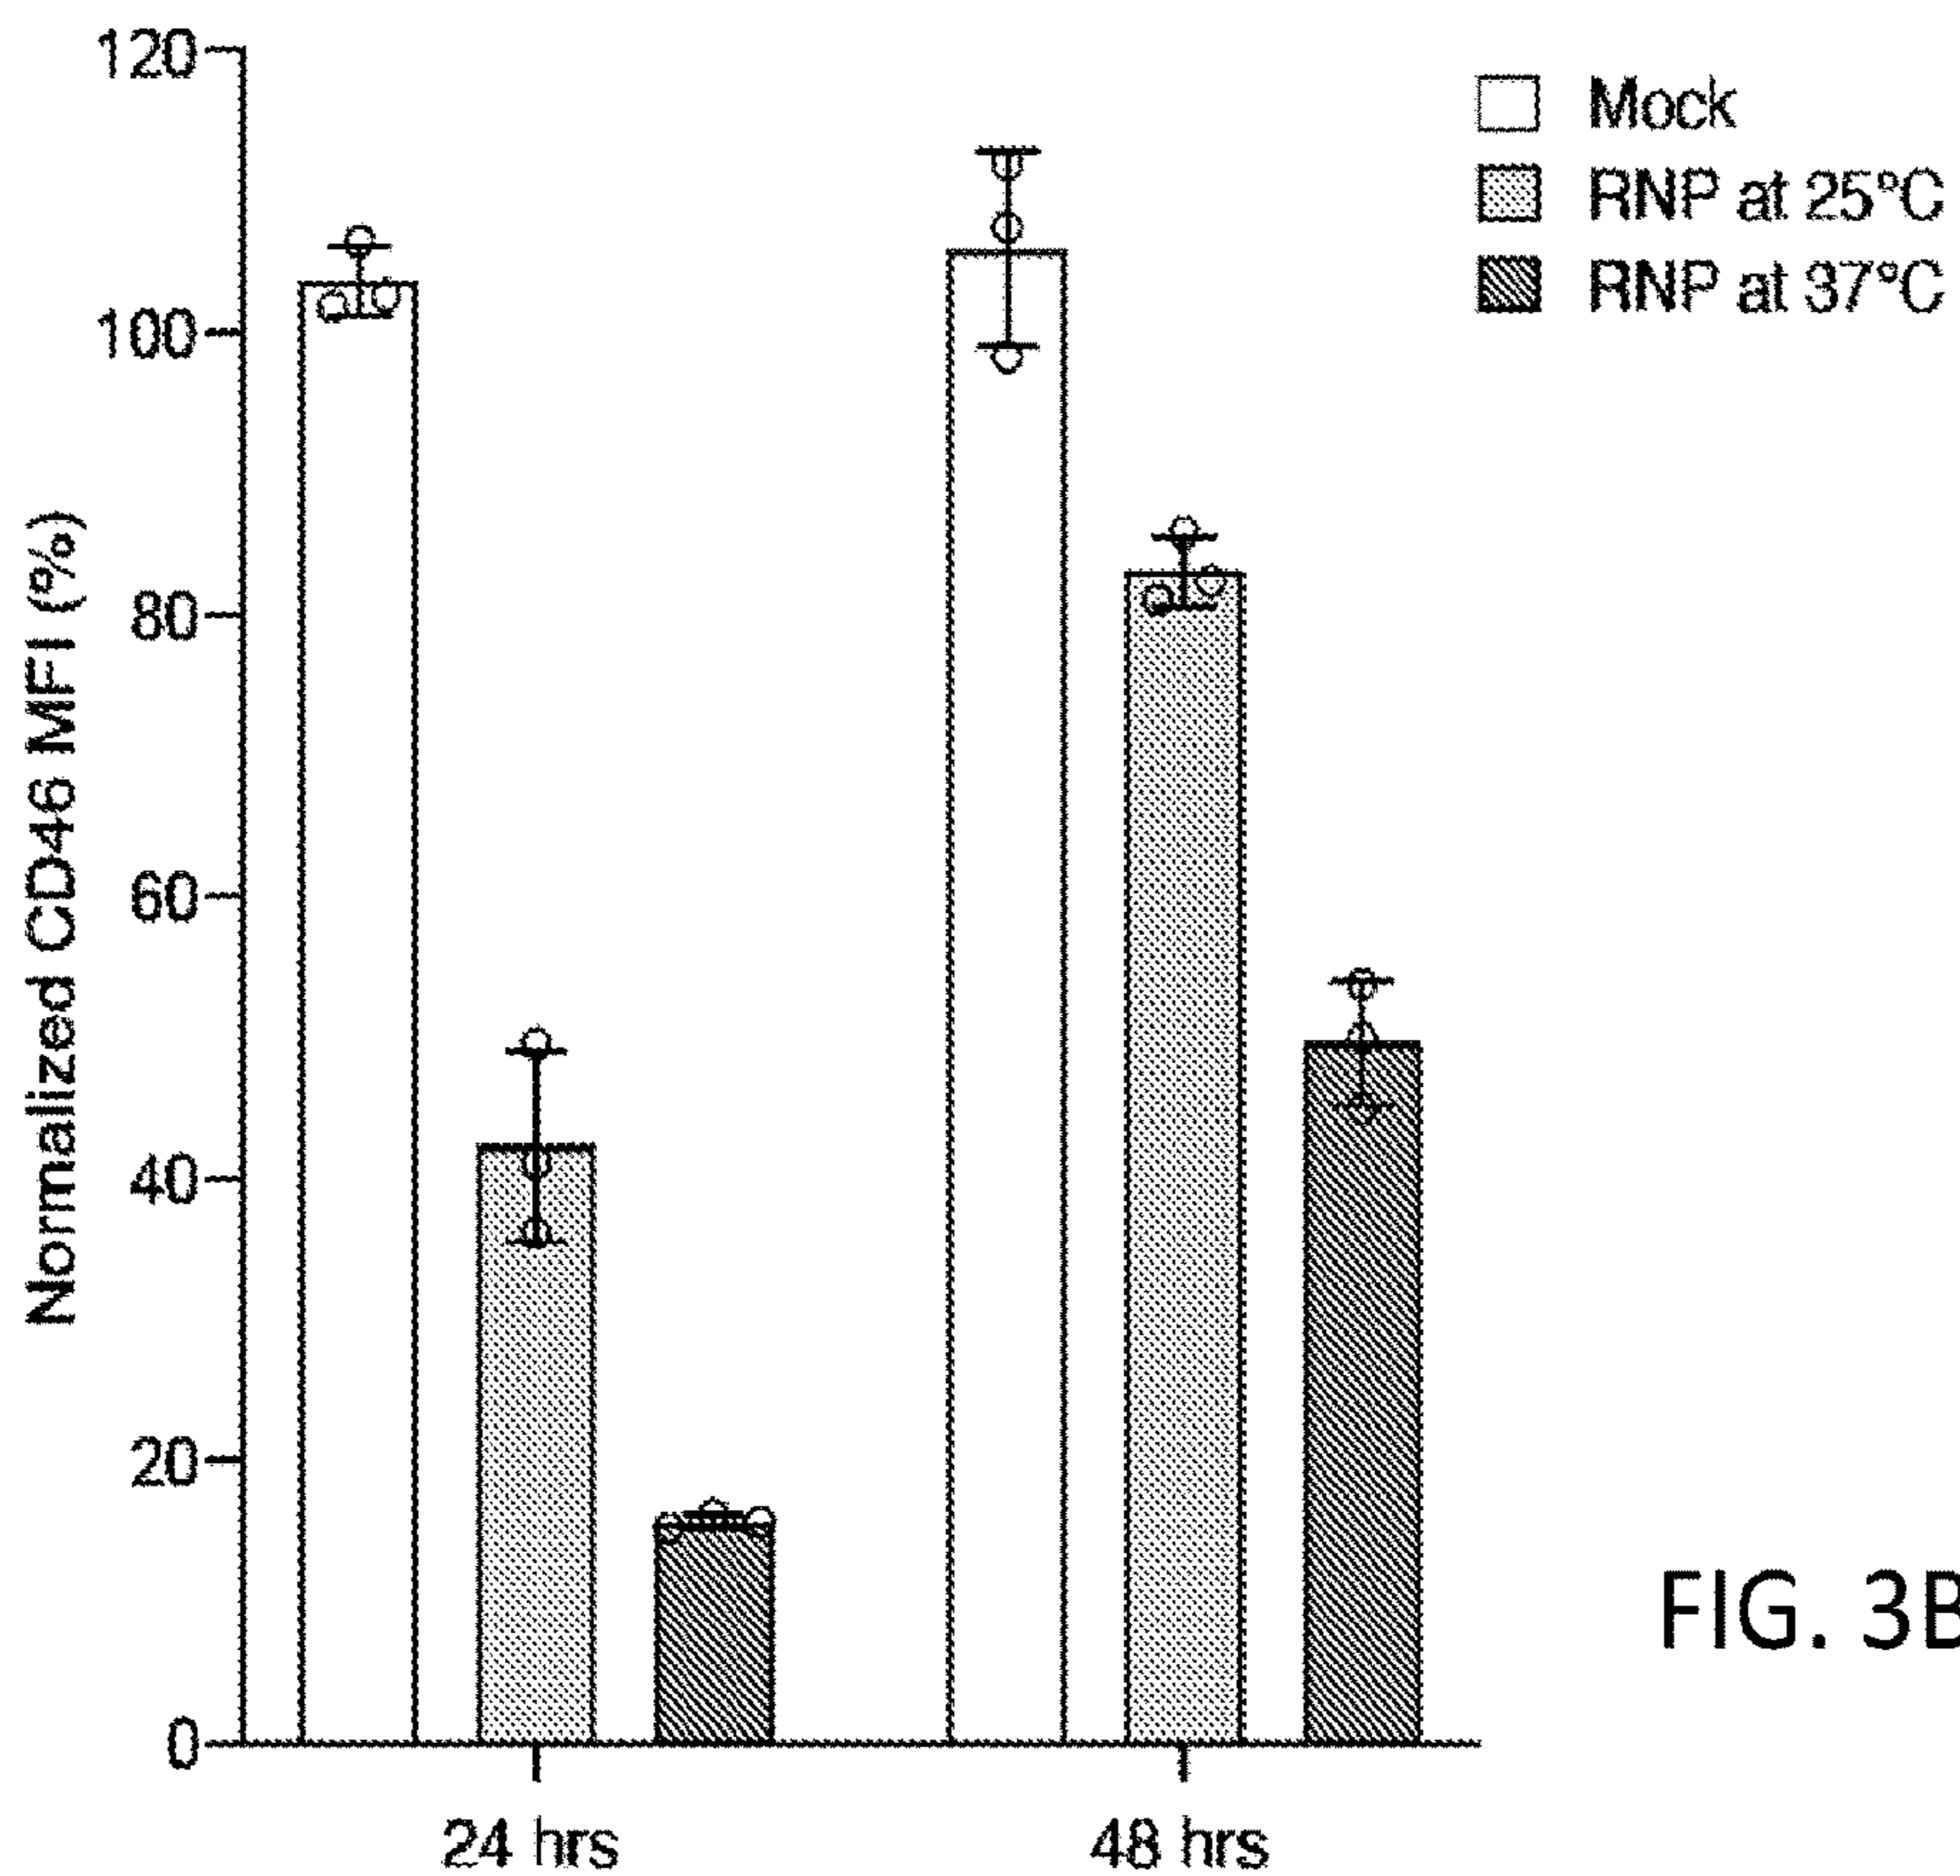 120
100
80
60
40
20
0
Normalized CD46 MFI (%)
24 hrs
48 hrs
Mock
RNP at 25°C
RNP at 37°C
FIG. 3B